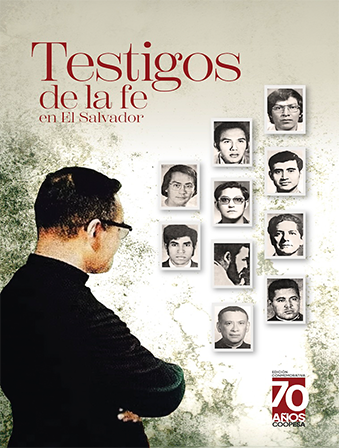 Testigos
de la fe
en El Salvador
EDICIÓN
CONMEMORATIVA
70
AÑOS
COOPESA